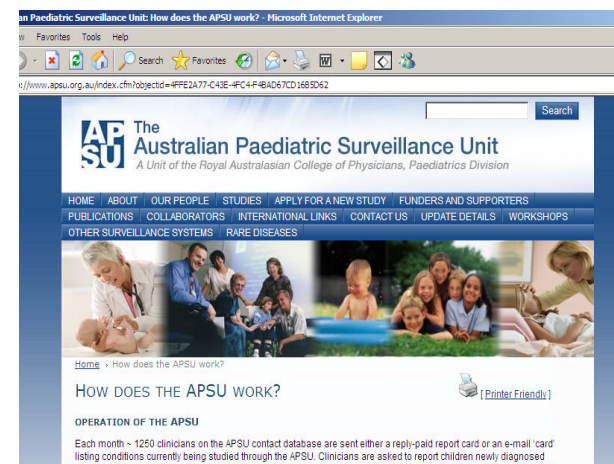 an Paediatric Surveillance Unit: How does the APSU work? - Microsoft Internet Explorer
w Favorites Tools Help
Search Favorites
://www.apsu.org.au/index.cfm?objectid=4FFE2A77-C43E-4FC4-F4BAD67CD16B5D62
Search
AP
SU
The
Australian Paediatric Surveillance Unit
A Unit of the Royal Australasian College of Physicians, Paediatrics Division
HOME ABOUT OUR PEOPLE STUDIES APPLY FOR A NEW STUDY FUNDERS AND SUPPORTERS
PUBLICATIONS COLLABORATORS INTERNATIONAL LINKS CONTACT US UPDATE DETAILS WORKSHOPS
OTHER SURVEILLANCE SYSTEMS RARE DISEASES
Home › How does the APSU work?
HOW DOES THE APSU WORK?
[ Printer Friendly ]
OPERATION OF THE APSU
Each month ~ 1250 clinicians on the APSU contact database are sent either a reply-paid report card or an e-mail 'card'
listing conditions currently being studied through the APSU. Clinicians are asked to report children newly diagnosed